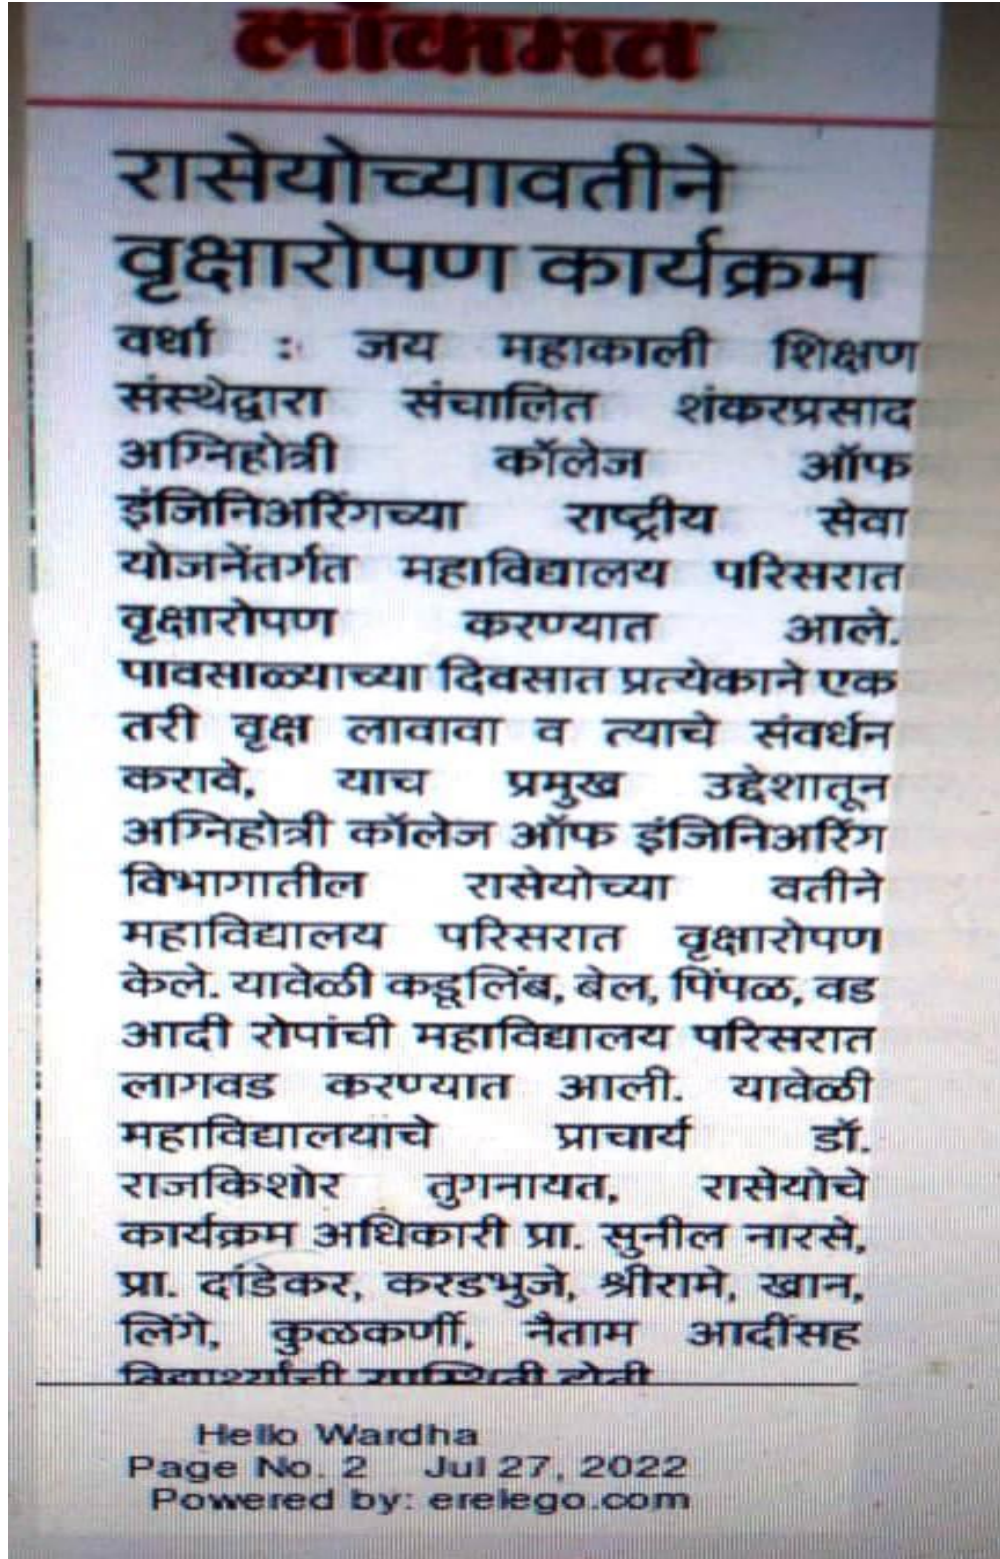 लोकमत
रासेयोच्यावतीने
वृक्षारोपण कार्यक्रम
वर्धा : जय महाकाली शिक्षण
संस्थेद्वारा संचालित शंकरप्रसाद
अग्निहोत्री कॉलेज ऑफ
इंजिनिअरिंगच्या राष्ट्रीय सेवा
योजनेंतर्गत महाविद्यालय परिसरात
वृक्षारोपण करण्यात आले.
पावसाळ्याच्या दिवसात प्रत्येकाने एक
तरी वृक्ष लावावा व त्याचे संवर्धन
करावे, याच प्रमुख उद्देशातून
अग्निहोत्री कॉलेज ऑफ इंजिनिअरिंग
विभागातील रासेयोच्या वतीने
महाविद्यालय परिसरात वृक्षारोपण
केले. यावेळी कडूलिंब, बेल, पिंपळ, वड
आदी रोपांची महाविद्यालय परिसरात
लागवड करण्यात आली. यावेळी
महाविद्यालयाचे प्राचार्य डॉ.
राजकिशोर तुगनायत, रासेयोचे
कार्यक्रम अधिकारी प्रा. सुनील नारसे,
प्रा. दांडेकर, करडभुजे, श्रीरामे, खान,
लिंगे, कुळकर्णी, नैताम आदींसह
विद्यार्थ्यांची उपस्थिती होती
Hello Wardha
Page No. 2 Jul 27, 2022
Powered by: erelego.com